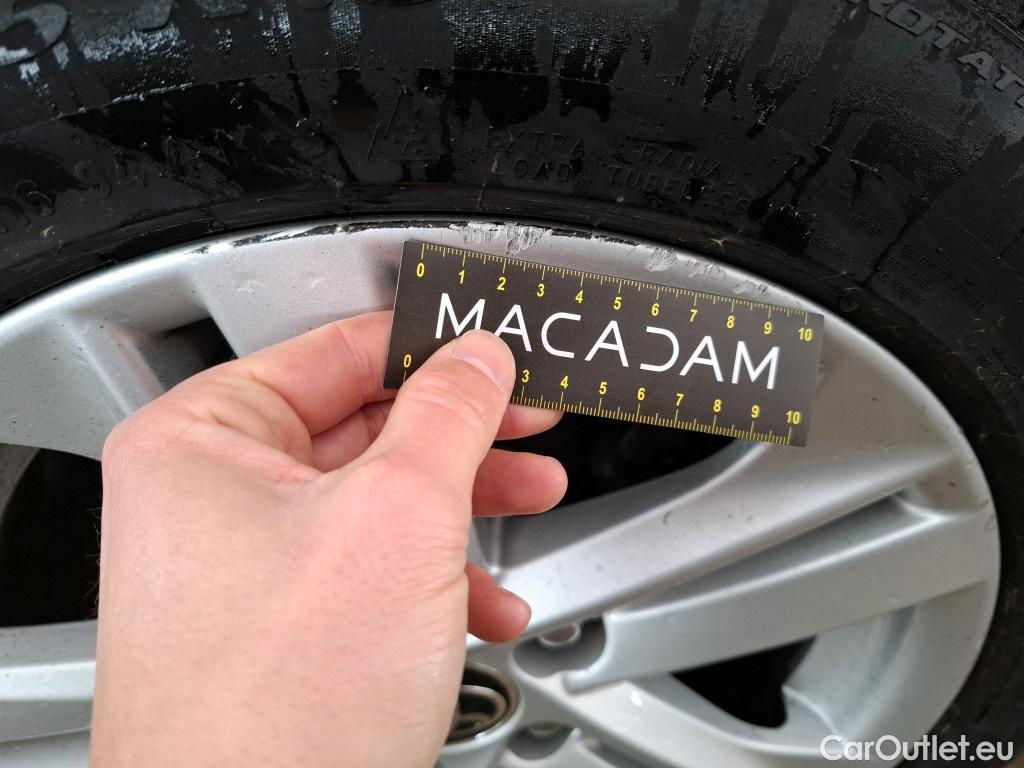 ROTATI
EXTRA RADIAL
LOAD TUBELESS
0 1 2 3 4 5 6 7 8 9 10
MACADAM
0 3 4 5 6 7 8 9 10
CarOutlet.eu